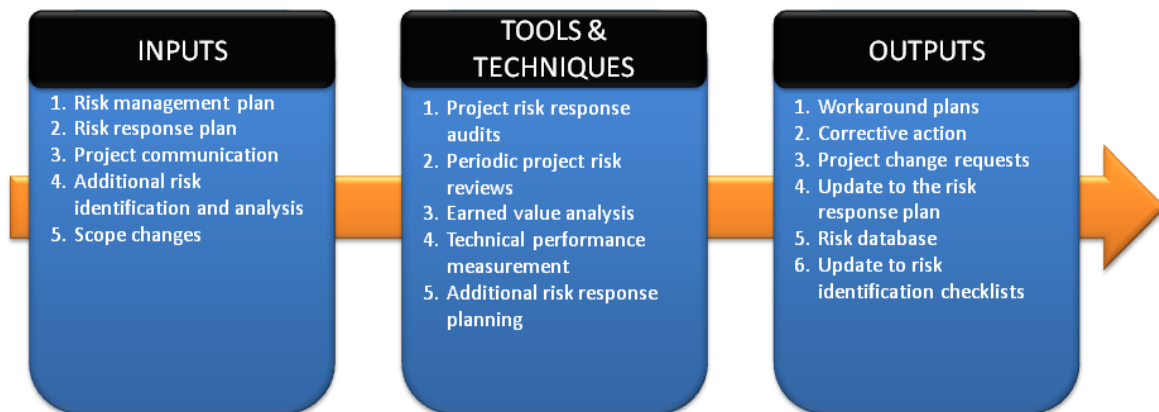 INPUTS
1. Risk management plan
2. Risk response plan
3. Project communication
4. Additional risk
identification and analysis
5. Scope changes
TOOLS &
TECHNIQUES
1. Project risk response
audits
2. Periodic project risk
reviews
3. Earned value analysis
4. Technical performance
measurement
5. Additional risk response
planning
OUTPUTS
1. Workaround plans
2. Corrective action
3. Project change requests
4. Update to the risk
response plan
5. Risk database
6. Update to risk
identification checklists